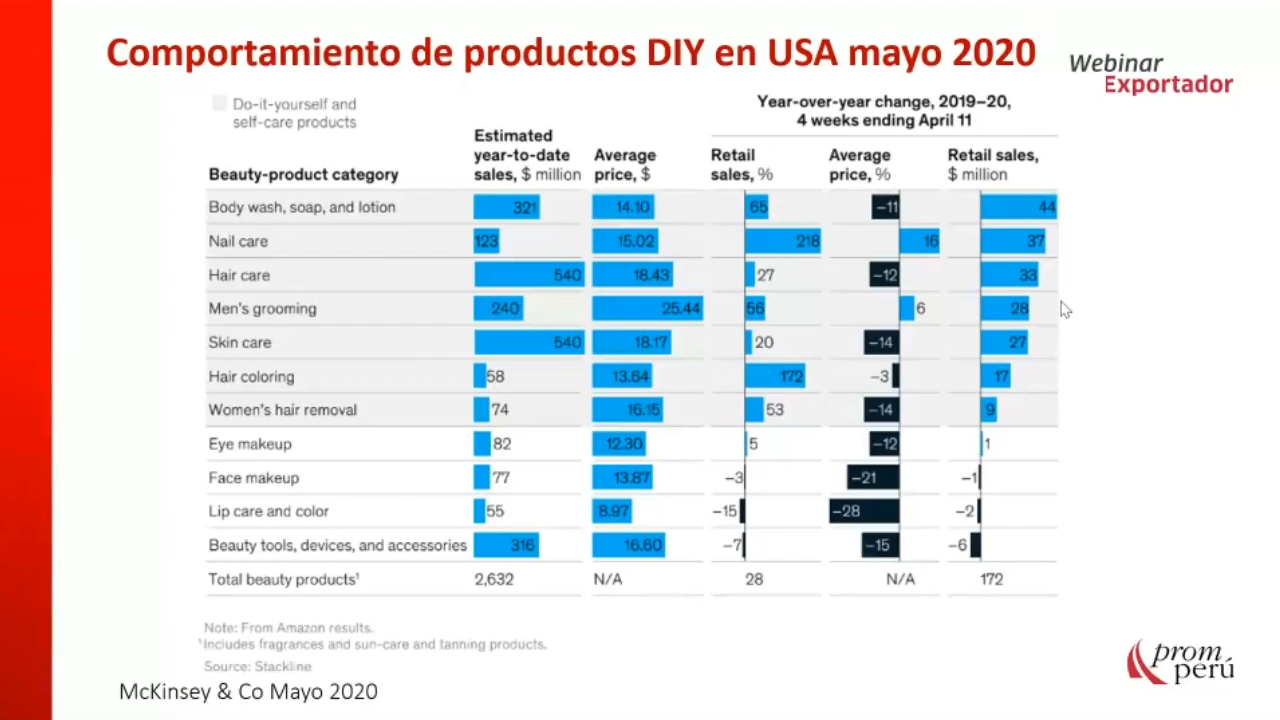 Comportamiento de productos DIY en USA mayo 2020
Webinar
Exportador
Do-it-yourself and
self-care products
Year-over-year change, 2019–20,
4 weeks ending April 11
Beauty-product category
Estimated
year-to-date
sales, $ million
Average
price, $
Retail
sales, %
Average
price, %
Retail sales,
$ million
Body wash, soap, and lotion 321 14.10 65 −11 44
Nail care 123 15.02 218 16 37
Hair care 540 18.43 27 −12 33
Men's grooming 240 25.44 56 6 28
Skin care 540 18.17 20 −14 27
Hair coloring 58 13.64 172 −3 17
Women's hair removal 74 16.15 53 −14 9
Eye makeup 82 12.30 5 −12 1
Face makeup 77 13.87 −3 −21 −1
Lip care and color 55 8.97 −15 −28 −2
Beauty tools, devices, and accessories 316 16.60 −7 −15 −6
Total beauty products¹ 2,632 N/A 28 N/A 172
Note: From Amazon results.
¹Includes fragrances and sun-care and tanning products.
Source: Stackline
McKinsey & Co Mayo 2020
prom
perú